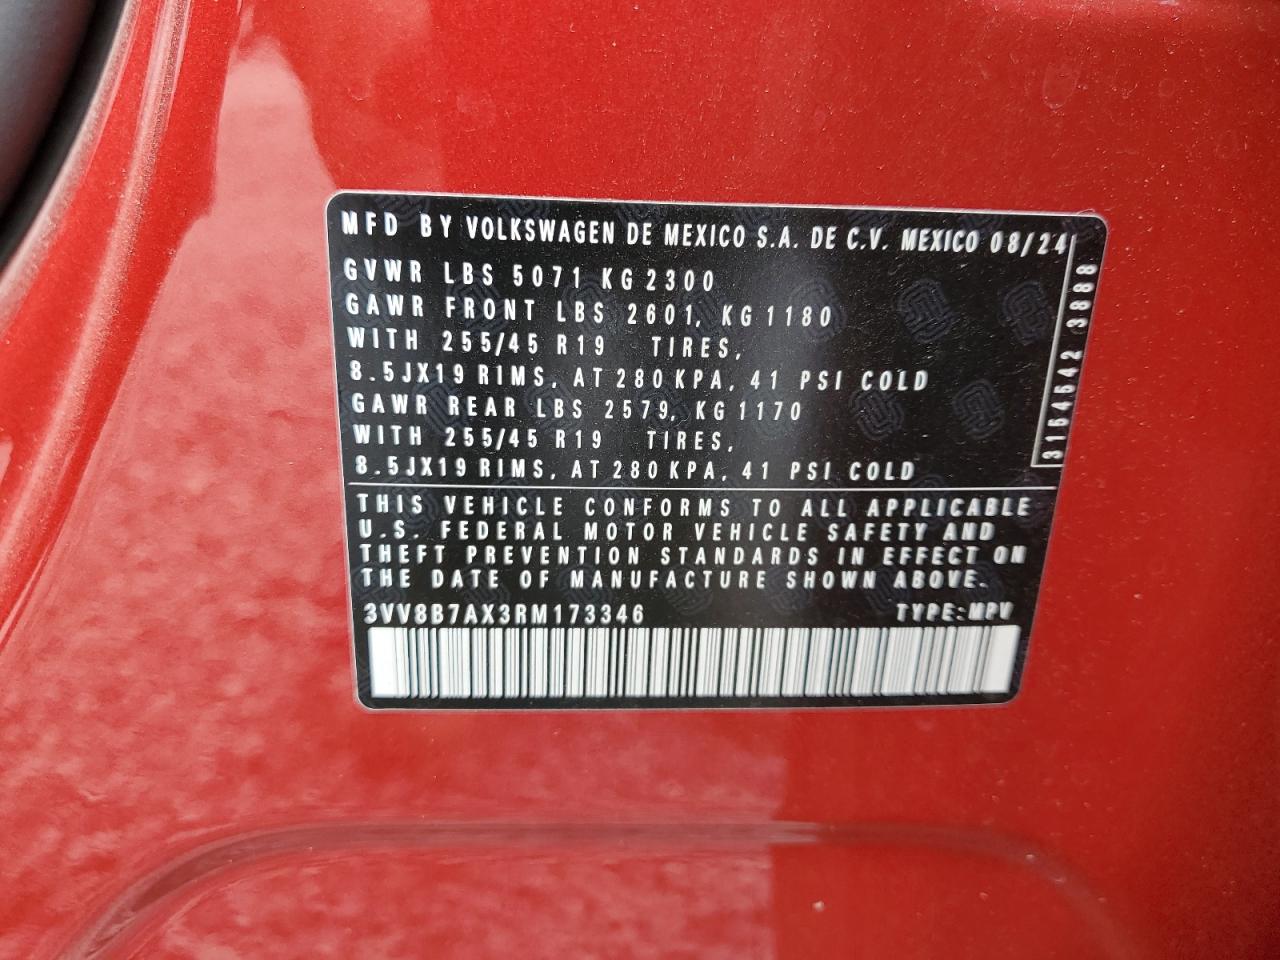 MFD BY VOLKSWAGEN DE MEXICO S.A. DE C.V. MEXICO 08/24
GVWR LBS 5071 KG 2300
GAWR FRONT LBS 2601, KG 1180
WITH 255/45 R19 TIRES,
8.5JX19 RIMS, AT 280 KPA, 41 PSI COLD
GAWR REAR LBS 2579, KG 1170
WITH 255/45 R19 TIRES,
8.5JX19 RIMS, AT 280 KPA, 41 PSI COLD
3154542 3888
THIS VEHICLE CONFORMS TO ALL APPLICABLE
U.S. FEDERAL MOTOR VEHICLE SAFETY AND
THEFT PREVENTION STANDARDS IN EFFECT ON
THE DATE OF MANUFACTURE SHOWN ABOVE.
3VV8B7AX3RM173346 TYPE:MPV